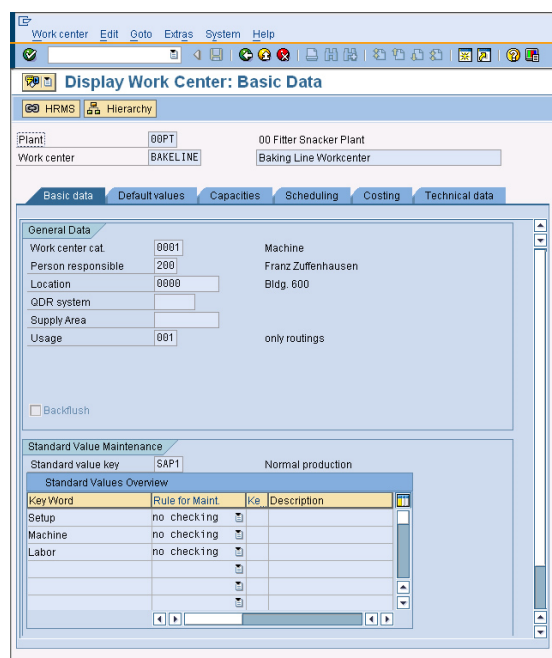 Work center Edit Goto Extras System Help
Display Work Center: Basic Data
HRMS Hierarchy
Plant 00PT 00 Fitter Snacker Plant
Work center BAKELINE Baking Line Workcenter
Basic data Default values Capacities Scheduling Costing Technical data
General Data
Work center cat. 0001 Machine
Person responsible 200 Franz Zuffenhausen
Location 0000 Bldg. 600
QDR system
Supply Area
Usage 001 only routings
Backflush
Standard Value Maintenance
Standard value key SAP1 Normal production
Standard Values Overview
Key Word Rule for Maint. Ke.. Description
Setup no checking
Machine no checking
Labor no checking